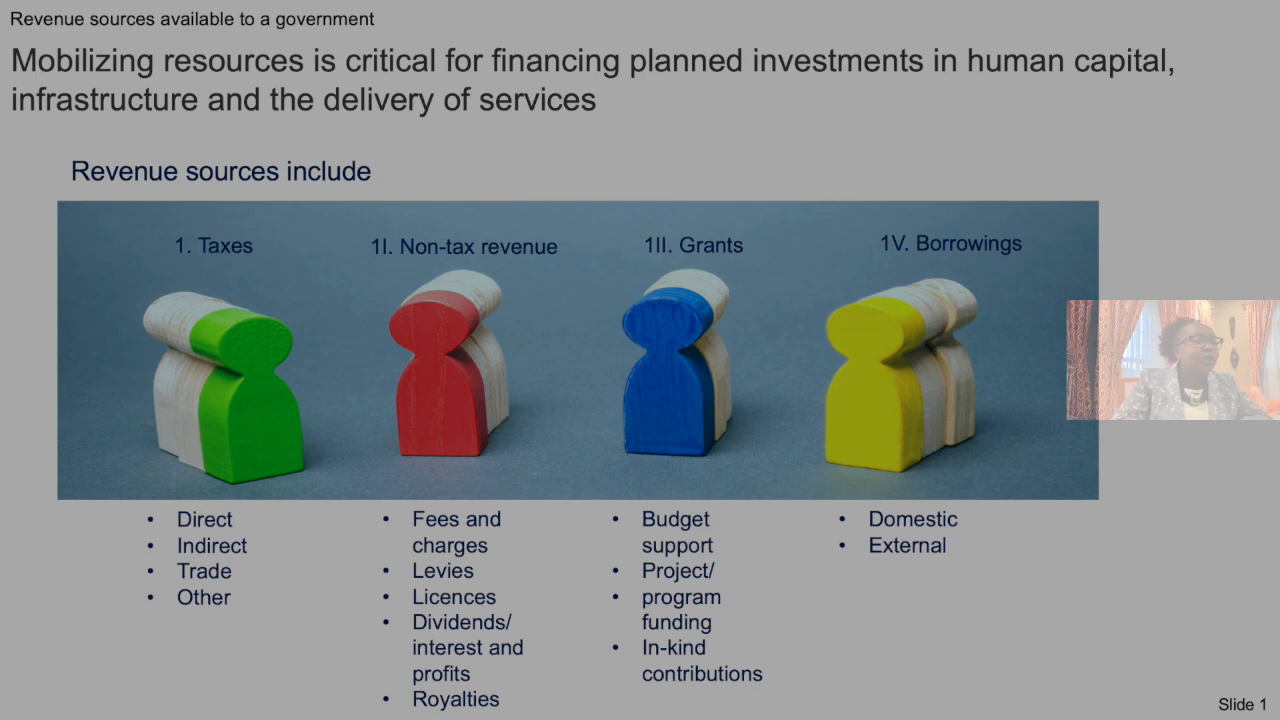 Revenue sources available to a government
Mobilizing resources is critical for financing planned investments in human capital,
infrastructure and the delivery of services
Revenue sources include
1. Taxes
1I. Non-tax revenue
1II. Grants
1V. Borrowings
• Direct
• Indirect
• Trade
• Other
• Fees and
charges
• Levies
• Licences
• Dividends/
interest and
profits
• Royalties
• Budget
support
• Project/
• program
funding
• In-kind
contributions
• Domestic
• External
Slide 1